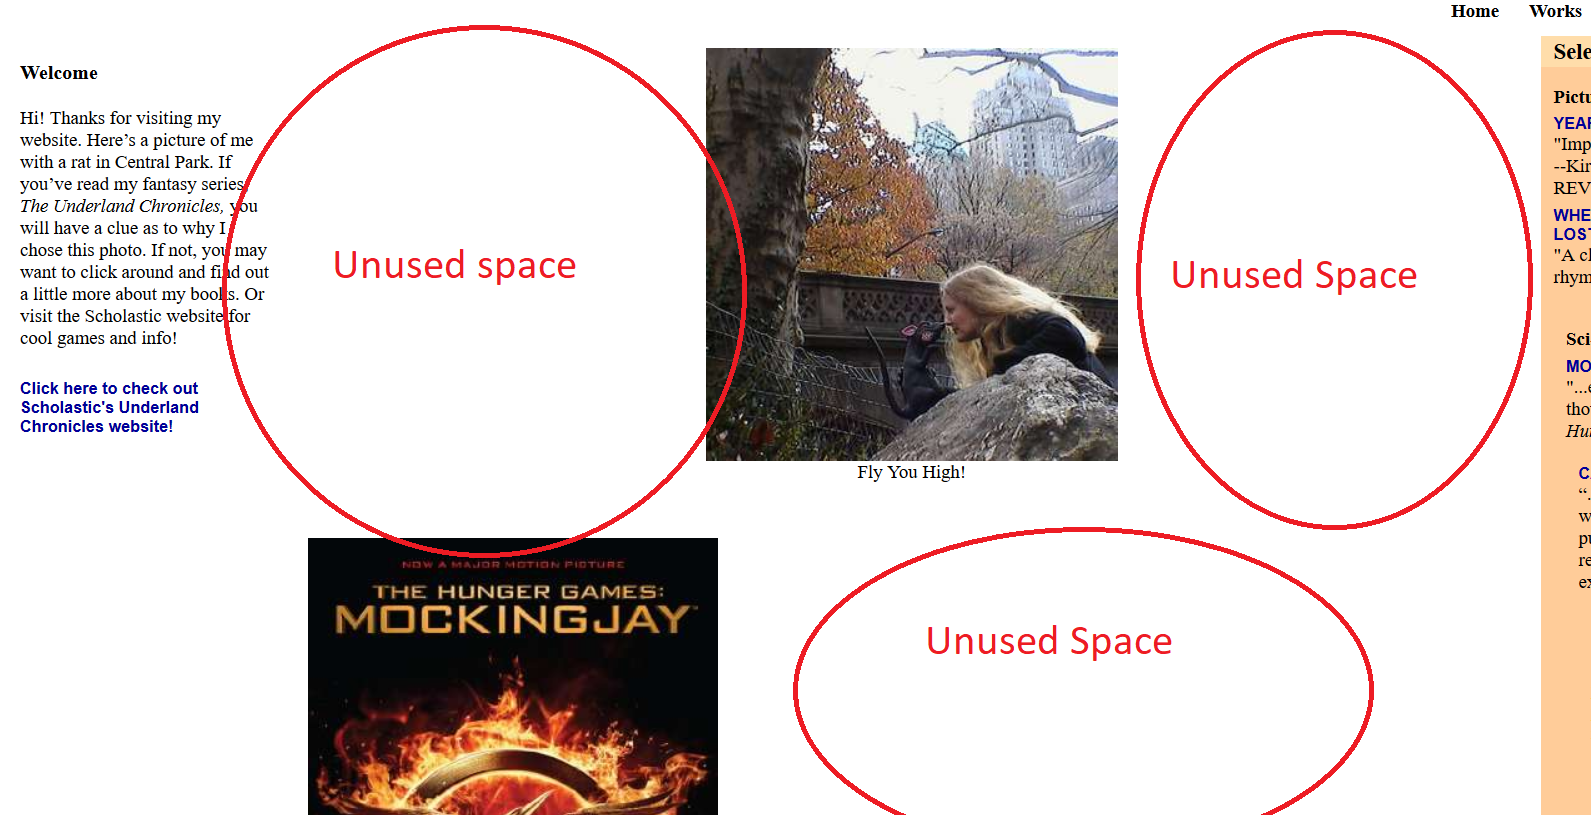 Home Works
Welcome
Hi! Thanks for visiting my
website. Here’s a picture of me
with a rat in Central Park. If
you’ve read my fantasy series,
The Underland Chronicles, you
will have a clue as to why I
chose this photo. If not, you may
want to click around and find out
a little more about my books. Or
visit the Scholastic website for
cool games and info!
Click here to check out
Scholastic's Underland
Chronicles website!
Unused space
Fly You High!
NOW A MAJOR MOTION PICTURE
THE HUNGER GAMES:
MOCKINGJAY
Unused Space
Unused Space
Sele
Pictu
YEAR
"Imp
--Kir
REV
WHE
LOST
"A cl
rhym
Sci
MO
"...e
thou
Hun
C
“.
w
pu
re
ex